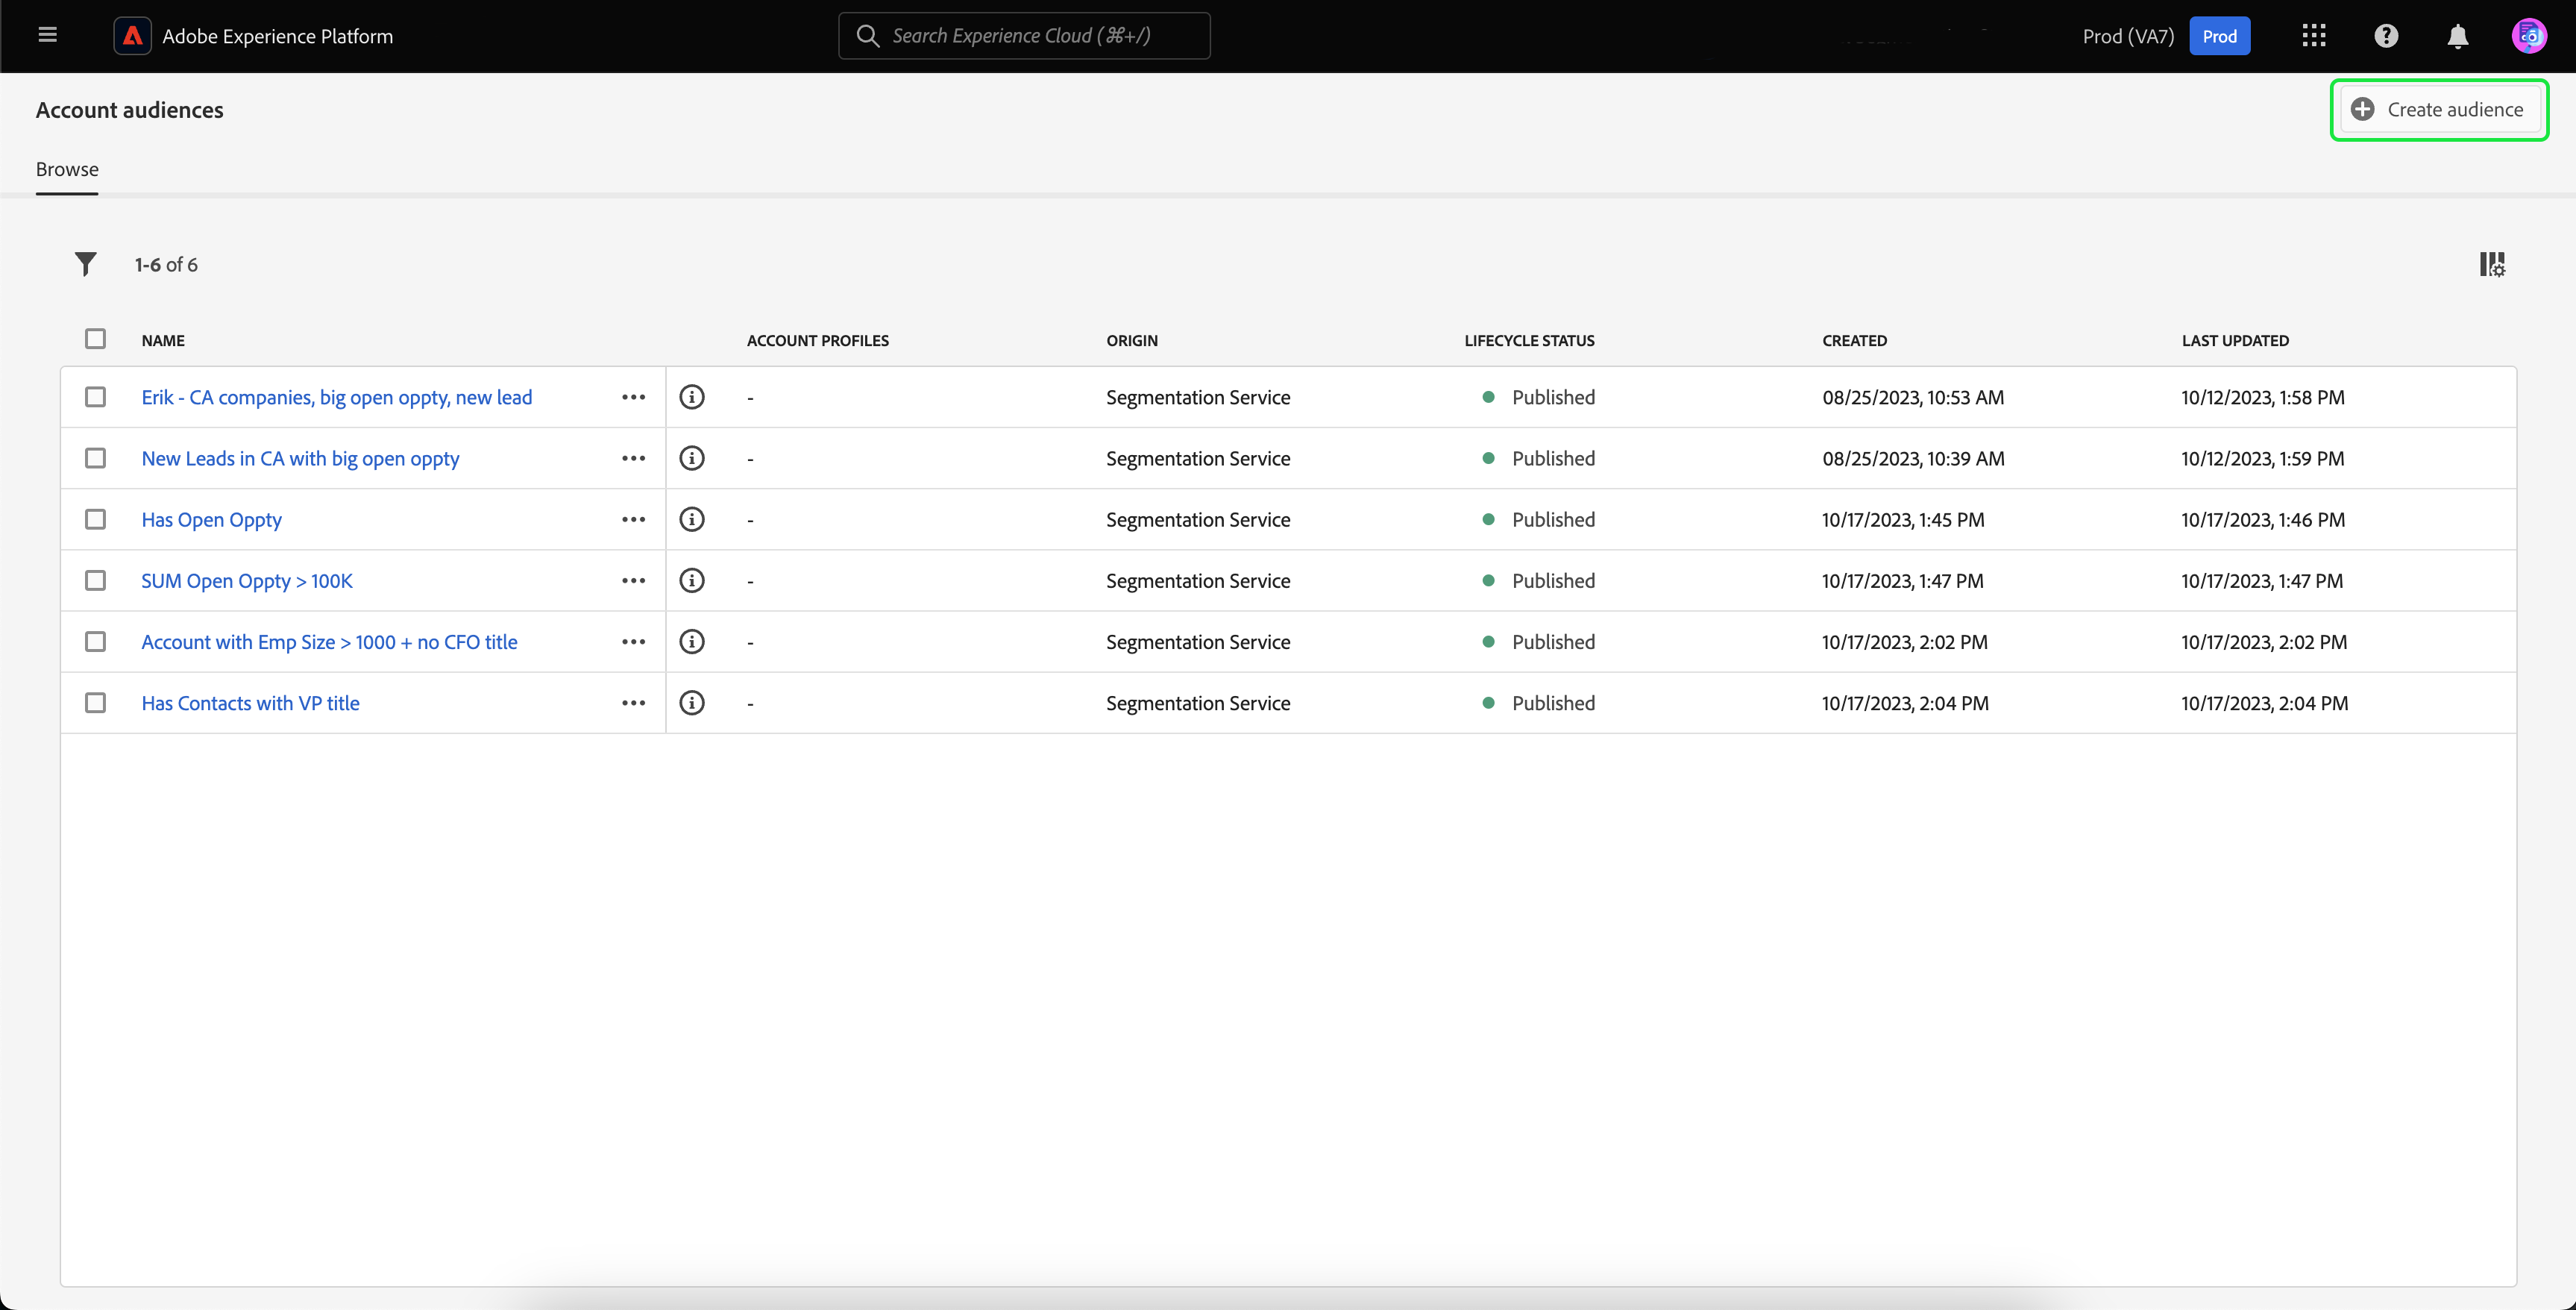 Adobe Experience Platform
Search Experience Cloud (⌘+/)
Prod (VA7)
Prod
Account audiences
Create audience
Browse
1-6 of 6
NAME ACCOUNT PROFILES ORIGIN LIFECYCLE STATUS CREATED LAST UPDATED
Erik - CA companies, big open oppty, new lead - Segmentation Service Published 08/25/2023, 10:53 AM 10/12/2023, 1:58 PM
New Leads in CA with big open oppty - Segmentation Service Published 08/25/2023, 10:39 AM 10/12/2023, 1:59 PM
Has Open Oppty - Segmentation Service Published 10/17/2023, 1:45 PM 10/17/2023, 1:46 PM
SUM Open Oppty > 100K - Segmentation Service Published 10/17/2023, 1:47 PM 10/17/2023, 1:47 PM
Account with Emp Size > 1000 + no CFO title - Segmentation Service Published 10/17/2023, 2:02 PM 10/17/2023, 2:02 PM
Has Contacts with VP title - Segmentation Service Published 10/17/2023, 2:04 PM 10/17/2023, 2:04 PM